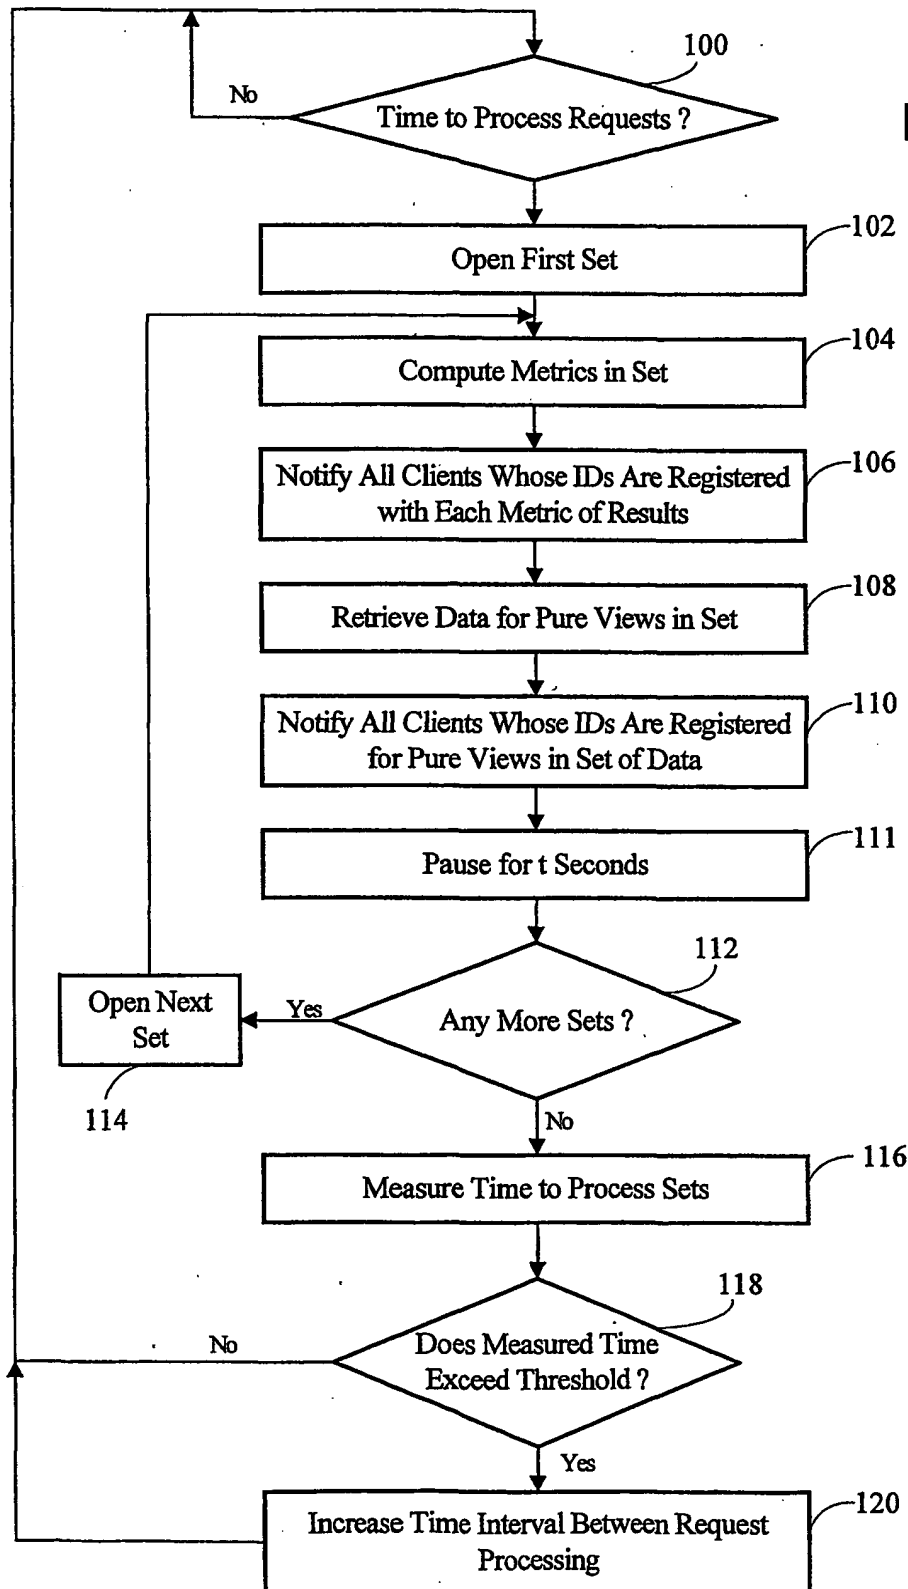 100
No
Time to Process Requests ?
102
Open First Set
104
Compute Metrics in Set
106
Notify All Clients Whose IDs Are Registered
with Each Metric of Results
108
Retrieve Data for Pure Views in Set
110
Notify All Clients Whose IDs Are Registered
for Pure Views in Set of Data
111
Pause for t Seconds
112
Open Next
Set
Yes
Any More Sets ?
114
No
116
Measure Time to Process Sets
118
No
Does Measured Time
Exceed Threshold ?
Yes
120
Increase Time Interval Between Request
Processing